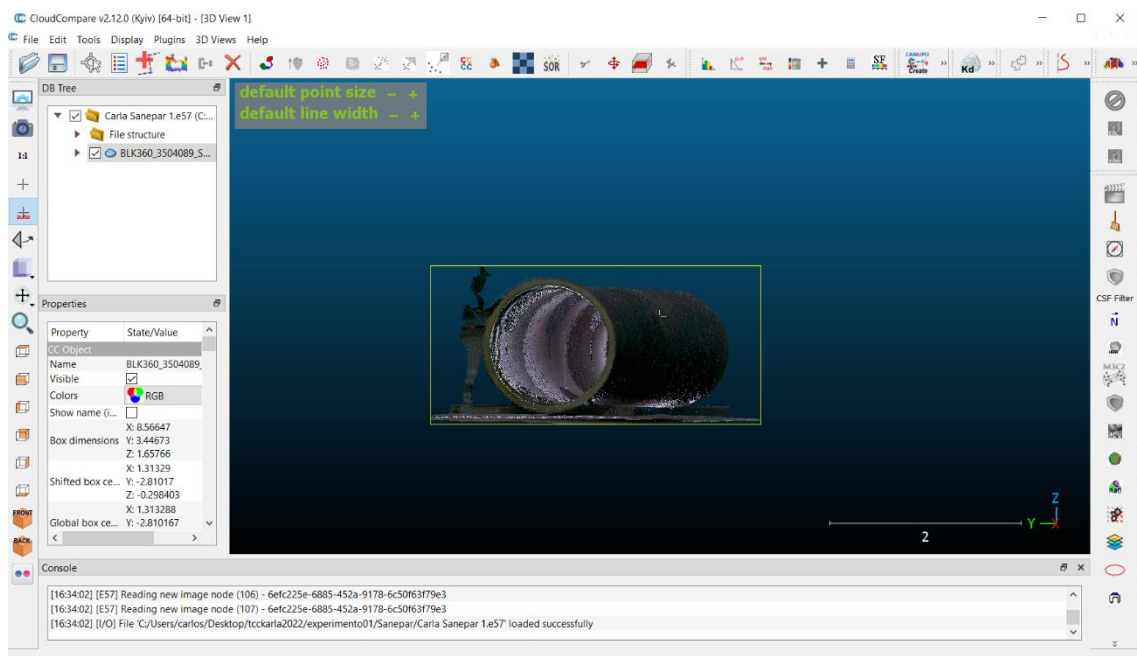 CloudCompare v2.12.0 (Kyiv) [64-bit] - [3D View 1]
File Edit Tools Display Plugins 3D Views Help
SOR
SF
CANUPO
Create
Kd
DB Tree
Carla Sanepar 1.e57 (C:...
File structure
BLK360_3504089_S...
1:1
default point size - +
default line width - +
Properties
Property State/Value
CC Object
Name BLK360_3504089_
Visible
Colors RGB
Show name (i...
Box dimensions X: 8.56647
Y: 3.44673
Z: 1.65766
Shifted box ce... X: 1.31329
Y: -2.81017
Z: -0.298403
Global box ce... X: 1.313288
Y: -2.810167
FRONT
BACK
CSF Filter
N
M3C2
Z
Y X
2
Console
[16:34:02] [E57] Reading new image node (106) - 6efc225e-6885-452a-9178-6c50f63f79e3
[16:34:02] [E57] Reading new image node (107) - 6efc225e-6885-452a-9178-6c50f63f79e3
[16:34:02] [I/O] File 'C:/Users/carlos/Desktop/tcckarla2022/experimento01/Sanepar/Carla Sanepar 1.e57' loaded successfully